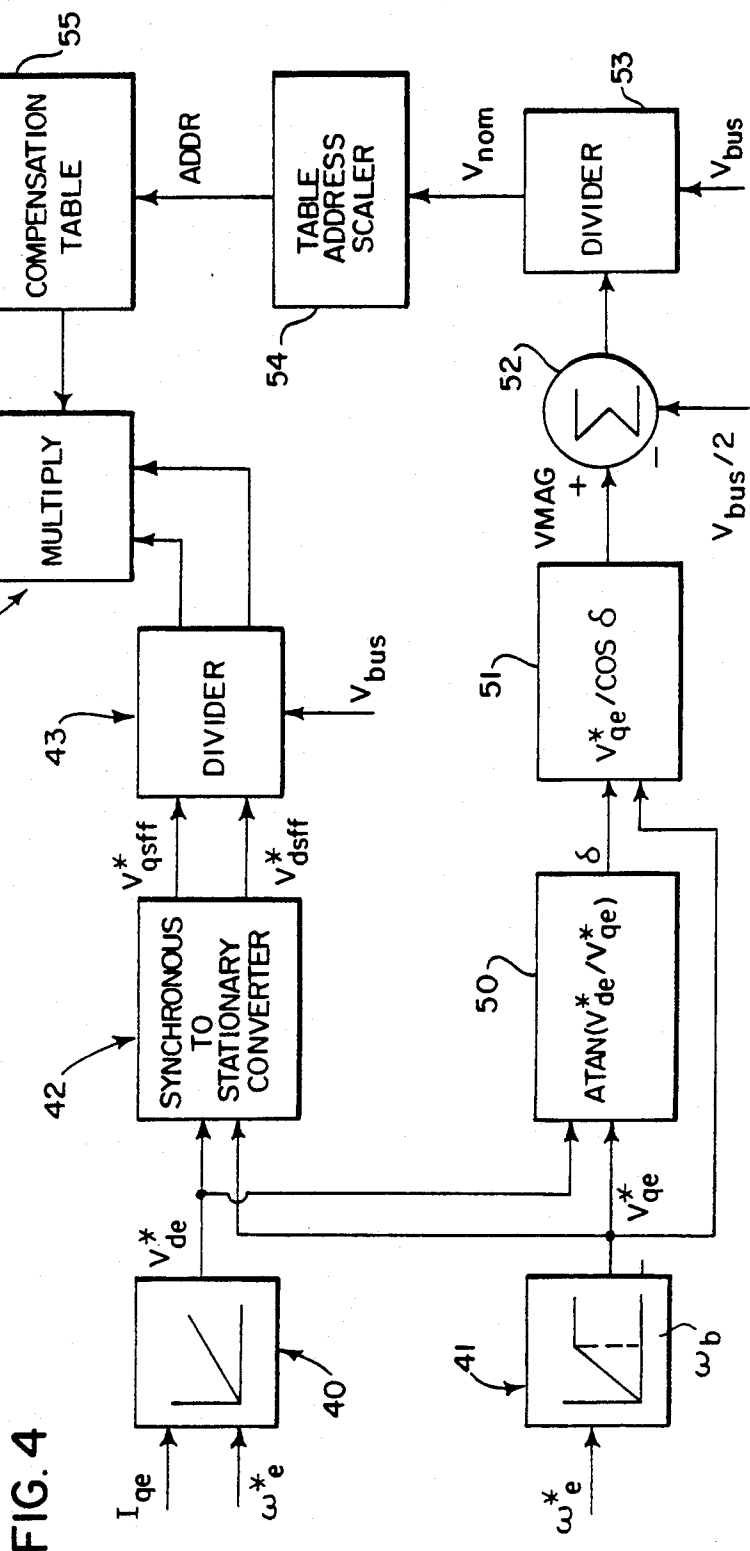 FIG. 4
I_qe
ω*_e
40
V*_de
42
SYNCHRONOUS
TO
STATIONARY
CONVERTER
V*_qsff
V*_dsff
43
DIVIDER
V_bus
MULTIPLY
COMPENSATION
TABLE
55
ADDR
TABLE
ADDRESS
SCALER
54
V_nom
ω*_e
41
ω_b
V*_qe
50
ATAN(V*_de/V*_qe)
δ
51
V*_qe/COS δ
VMAG
+
52
Σ
−
V_bus/2
DIVIDER
53
V_bus